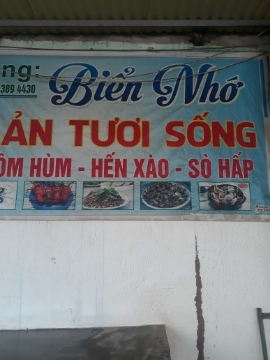 ng: Biển Nhớ
389 4430
ẢN TƯƠI SỐNG
ÔM HÙM - HẾN XÀO - SÒ HẤP